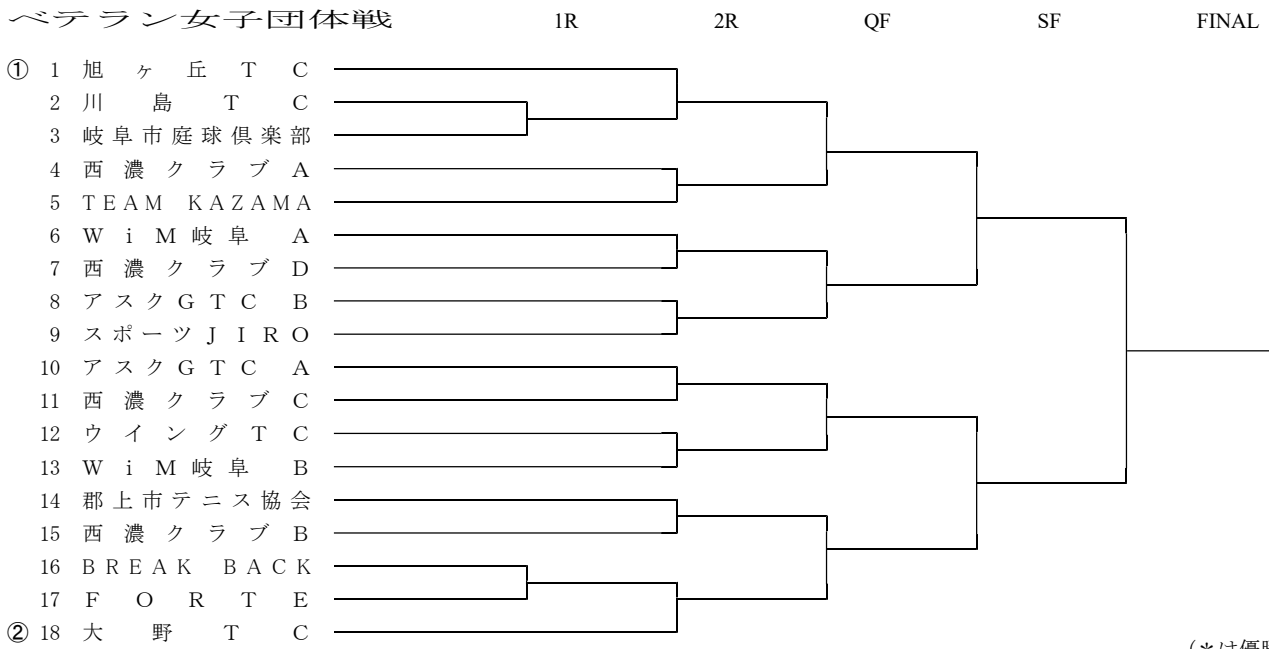 ベテラン女子団体戦 1R 2R QF SF FINAL
① 1 旭ヶ丘TC
2 川島TC
3 岐阜市庭球倶楽部
4 西濃クラブA
5 TEAM KAZAMA
6 WiM岐阜 A
7 西濃クラブD
8 アスクGTC B
9 スポーツJIRO
10 アスクGTC A
11 西濃クラブC
12 ウイングTC
13 WiM岐阜 B
14 郡上市テニス協会
15 西濃クラブB
16 BREAK BACK
17 FORTE
② 18 大野TC
(*は優勝